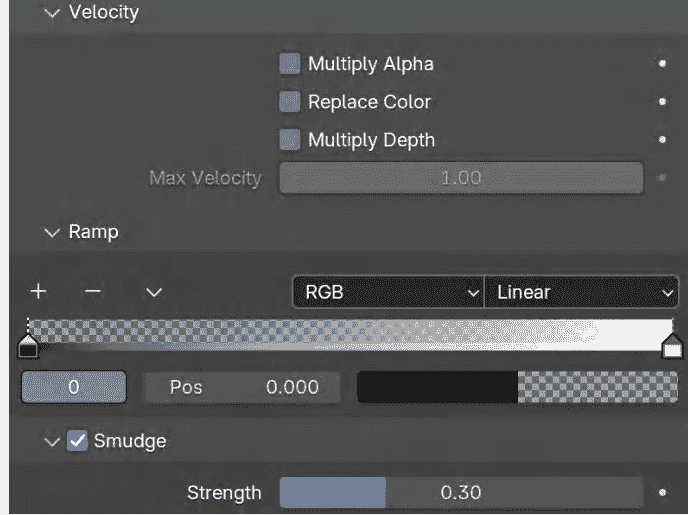 Velocity
Multiply Alpha
Replace Color
Multiply Depth
Max Velocity 1.00
Ramp
RGB Linear
0 Pos 0.000
Smudge
Strength 0.30